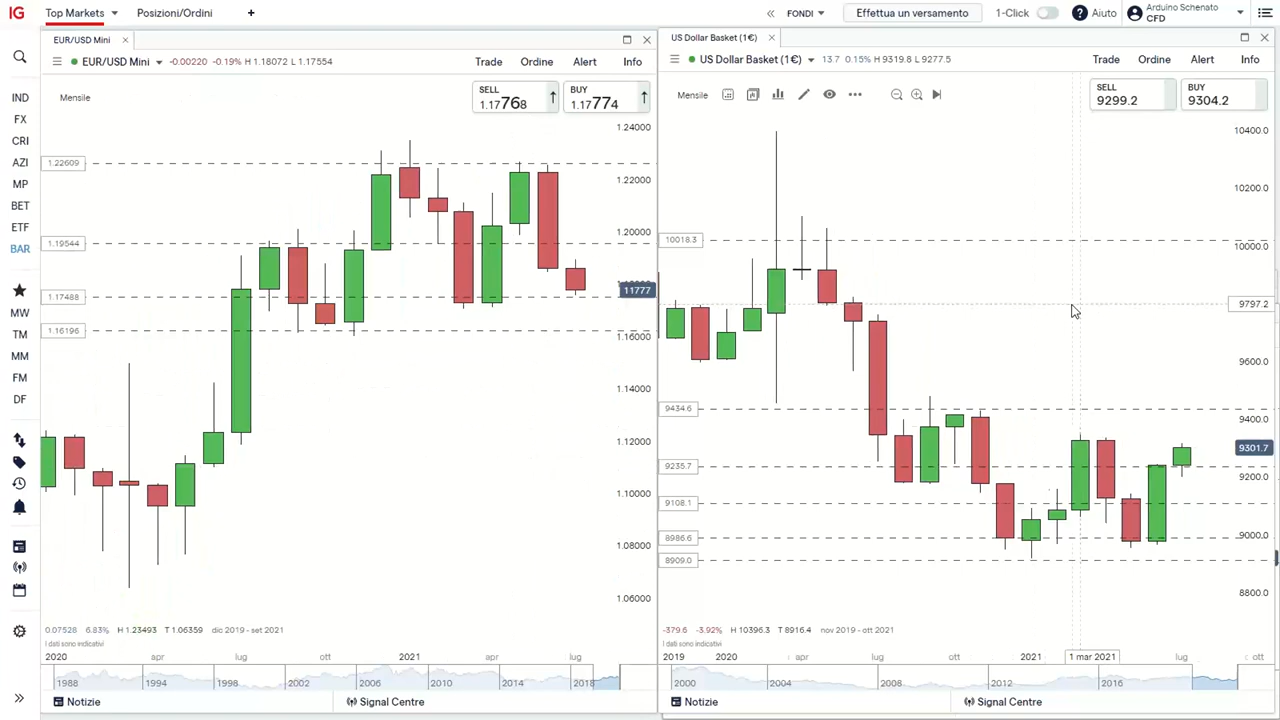 IG Top Markets Posizioni/Ordini + FONDI Effettua un versamento 1-Click Aiuto Arduino Schenato
CFD
EUR/USD Mini
US Dollar Basket (1€)
EUR/USD Mini -0.00220 -0.19% H 1.18072 L 1.17554 Trade Ordine Alert Info
US Dollar Basket (1€) 13.7 0.15% H 9319.8 L 9277.5 Trade Ordine Alert Info
Mensile
SELL
1.17768
BUY
1.17774
Mensile
SELL
9299.2
BUY
9304.2
IND
FX
CRI
AZI
MP
BET
ETF
BAR
MW
TM
MM
FM
DF
1.24000
1.22609
1.22000
1.20000
1.19544
1.17488
1.1777
1.16196
1.16000
1.14000
1.12000
1.10000
1.08000
1.06000
10400.0
10200.0
10018.3
10000.0
9797.2
9600.0
9434.6
9400.0
9301.7
9235.7
9200.0
9108.1
8986.6
9000.0
8909.0
8800.0
0.07528 6.83% H 1.23493 T 1.06359 dic 2019 - set 2021
I dati sono indicativi
2020 apr lug ott 2021 apr lug
1988 1994 1998 2002 2006 2010 2014 2018
-379.6 -3.92% H 10396.3 T 8916.4 nov 2019 - ott 2021
I dati sono indicativi
2019 2020 apr lug ott 2021 1 mar 2021 lug ott
2000 2004 2008 2012 2016
Notizie Signal Centre
Notizie Signal Centre